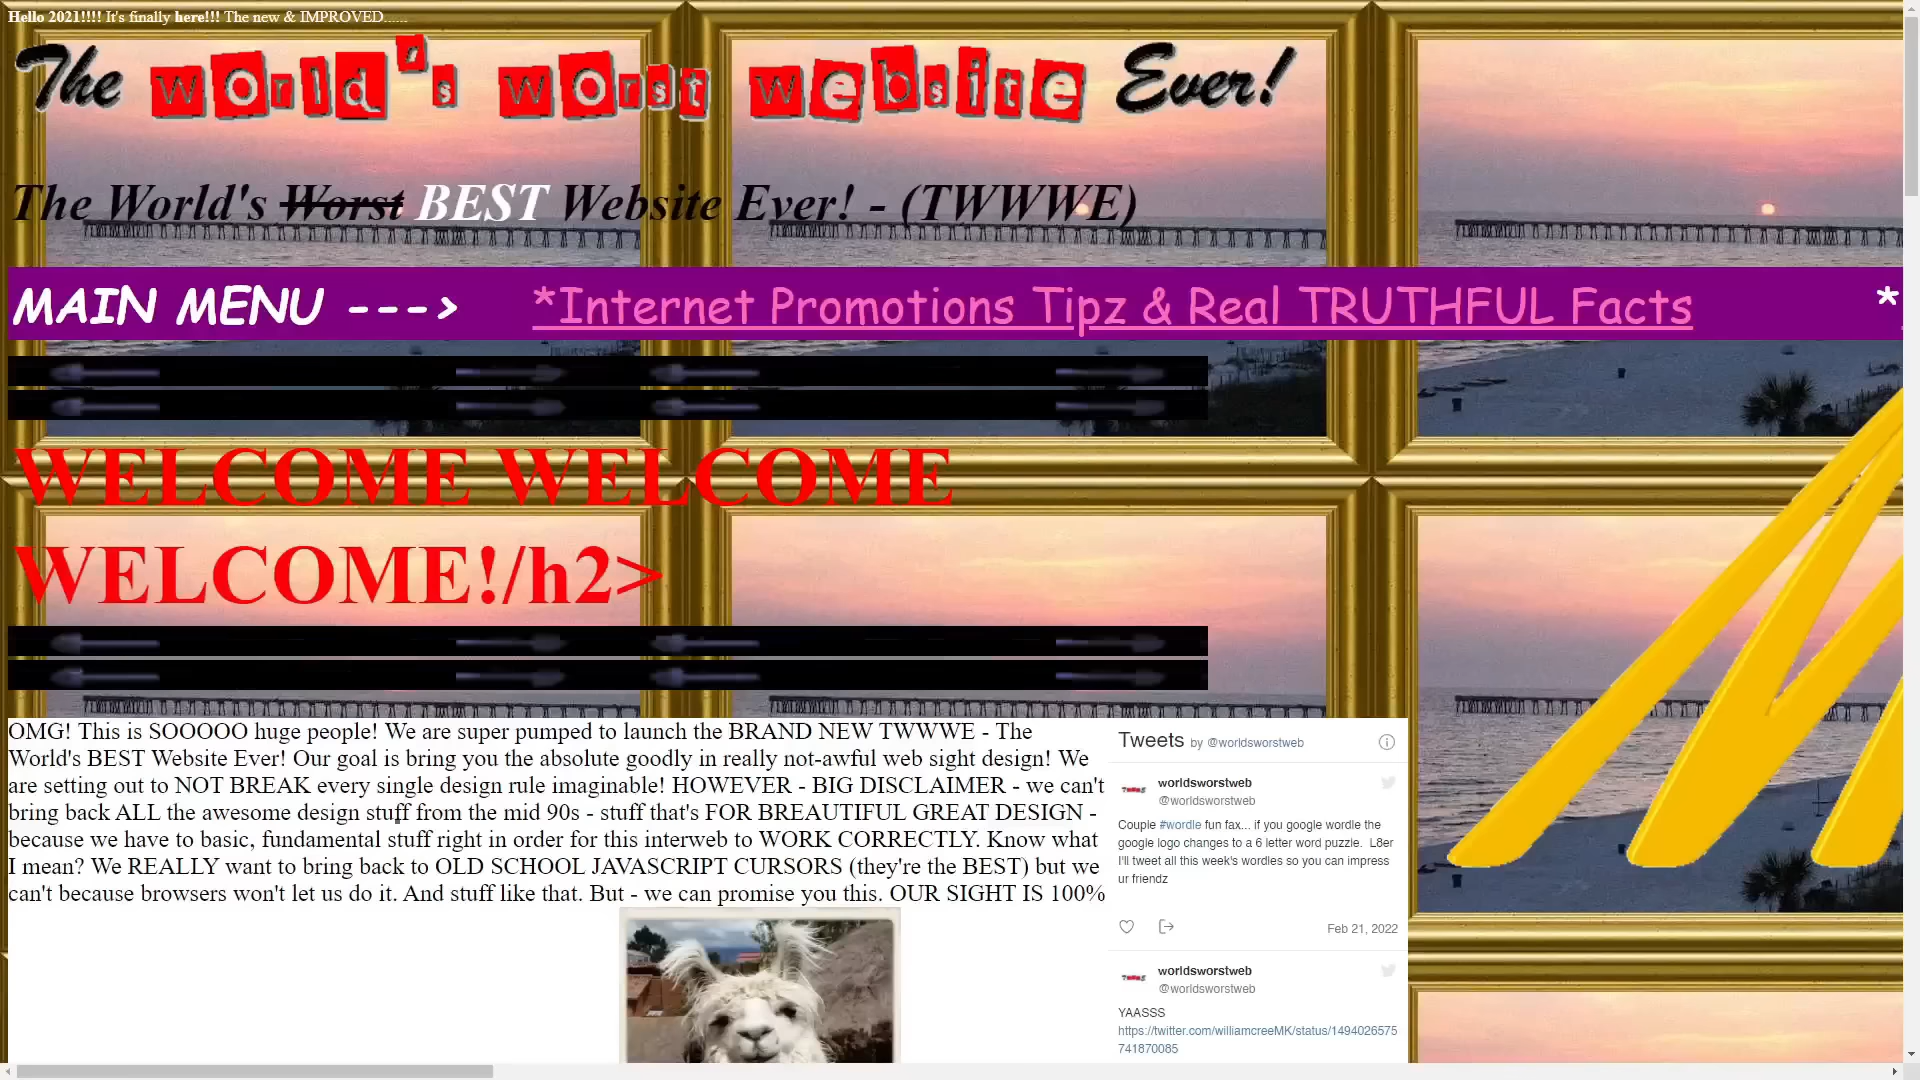 Hello 2021!!!! It's finally here!!! The new & IMPROVED......
The world's worst website Ever!
The World's Worst BEST Website Ever! - (TWWWE)
MAIN MENU ---> *Internet Promotions Tipz & Real TRUTHFUL Facts *
WELCOME WELCOME
WELCOME!/h2>
OMG! This is SOOOOO huge people! We are super pumped to launch the BRAND NEW TWWWE - The
World's BEST Website Ever! Our goal is bring you the absolute goodly in really not-awful web sight design! We
are setting out to NOT BREAK every single design rule imaginable! HOWEVER - BIG DISCLAIMER - we can't
bring back ALL the awesome design stuff from the mid 90s - stuff that's FOR BREAUTIFUL GREAT DESIGN -
because we have to basic, fundamental stuff right in order for this interweb to WORK CORRECTLY. Know what
I mean? We REALLY want to bring back to OLD SCHOOL JAVASCRIPT CURSORS (they're the BEST) but we
can't because browsers won't let us do it. And stuff like that. But - we can promise you this. OUR SIGHT IS 100%
Tweets by @worldsworstweb
worldsworstweb
@worldsworstweb
Couple #wordle fun fax... if you google wordle the
google logo changes to a 6 letter word puzzle. L8er
I'll tweet all this week's wordles so you can impress
ur friendz
Feb 21, 2022
worldsworstweb
@worldsworstweb
YAASSS
https://twitter.com/williamcreeMK/status/1494026575
741870085